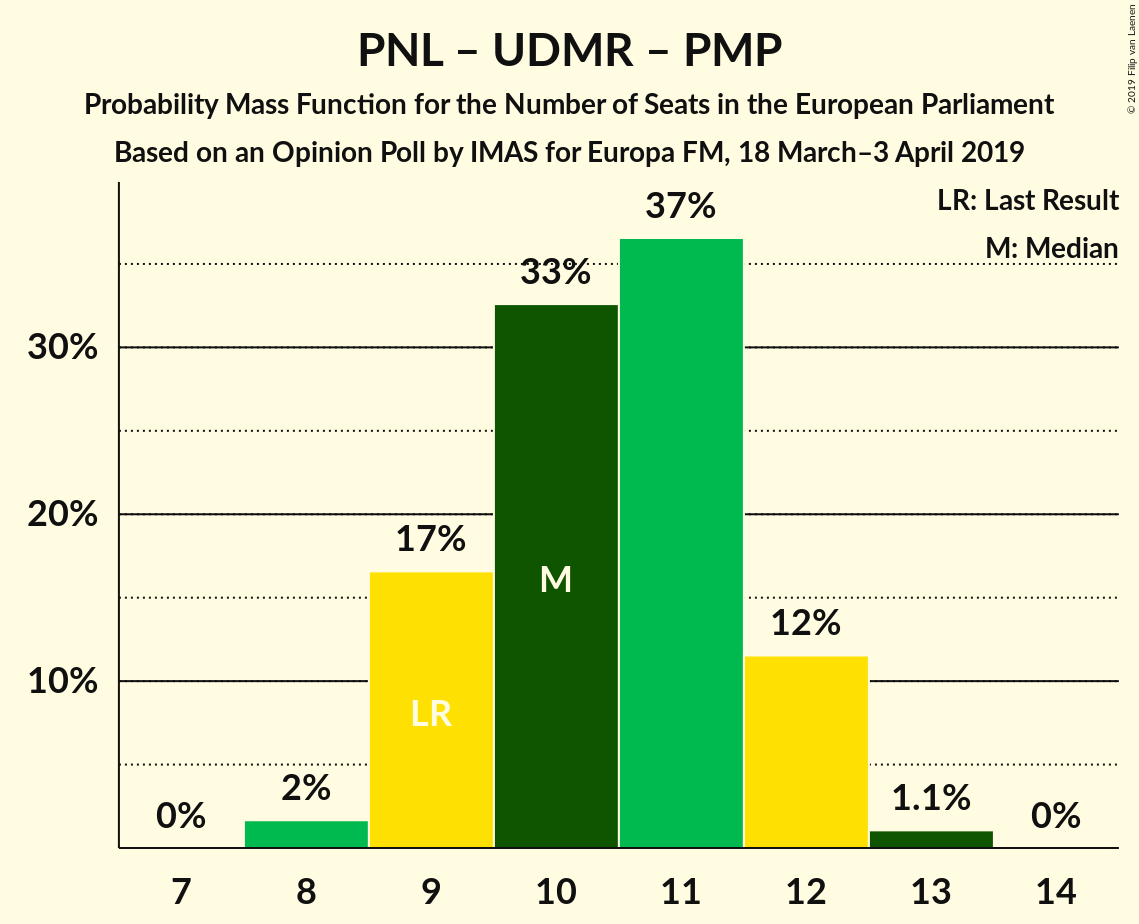 PNL – UDMR – PMP
Probability Mass Function for the Number of Seats in the European Parliament
Based on an Opinion Poll by IMAS for Europa FM, 18 March–3 April 2019
© 2019 Filip van Laenen
LR: Last Result
M: Median
37%
33%
30%
20%
17%
M
12%
10%
LR
2%
1.1%
0%
0%
7 8 9 10 11 12 13 14